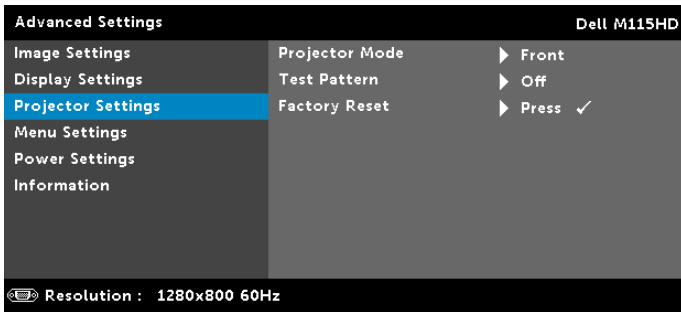 Advanced Settings Dell M115HD
Image Settings Projector Mode Front
Display Settings Test Pattern Off
Projector Settings Factory Reset Press ✓
Menu Settings
Power Settings
Information
Resolution : 1280x800 60Hz